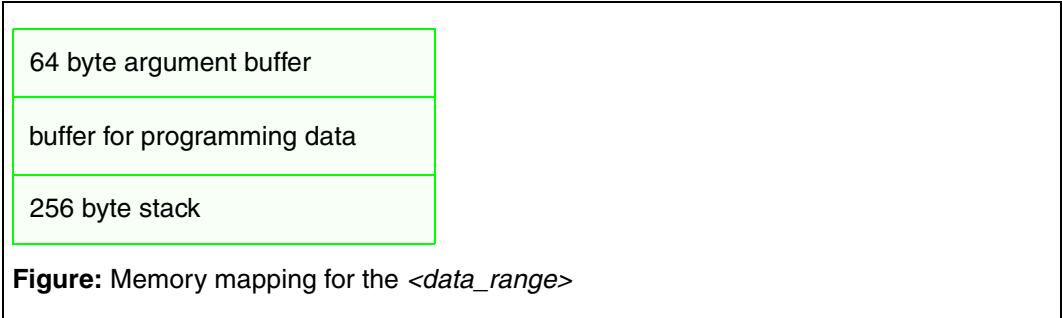 64 byte argument buffer
buffer for programming data
256 byte stack
Figure: Memory mapping for the <data_range>